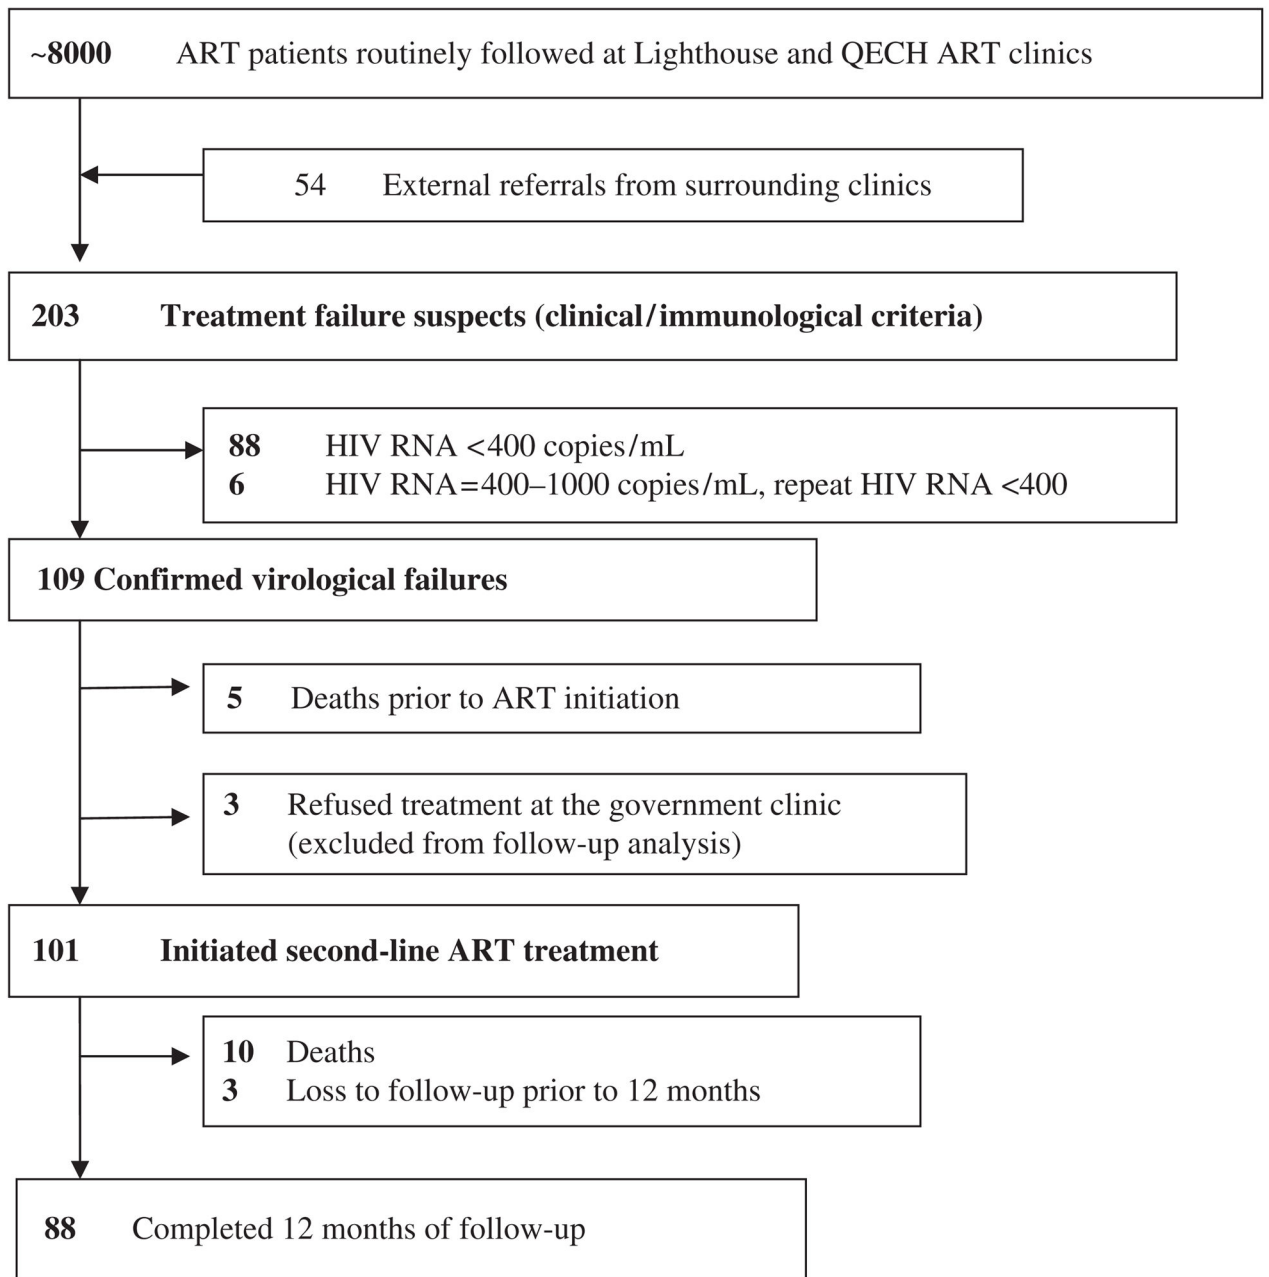 ~8000 ART patients routinely followed at Lighthouse and QECH ART clinics
54 External referrals from surrounding clinics
203 Treatment failure suspects (clinical/immunological criteria)
88 HIV RNA <400 copies/mL
6 HIV RNA=400–1000 copies/mL, repeat HIV RNA <400
109 Confirmed virological failures
5 Deaths prior to ART initiation
3 Refused treatment at the government clinic
(excluded from follow-up analysis)
101 Initiated second-line ART treatment
10 Deaths
3 Loss to follow-up prior to 12 months
88 Completed 12 months of follow-up